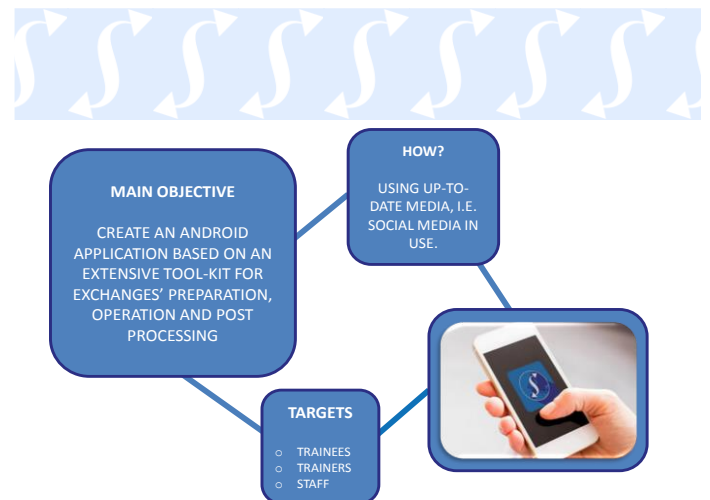 MAIN OBJECTIVE
CREATE AN ANDROID
APPLICATION BASED ON AN
EXTENSIVE TOOL-KIT FOR
EXCHANGES’ PREPARATION,
OPERATION AND POST
PROCESSING
HOW?
USING UP-TO-
DATE MEDIA, I.E.
SOCIAL MEDIA IN
USE.
TARGETS
○ TRAINEES
○ TRAINERS
○ STAFF